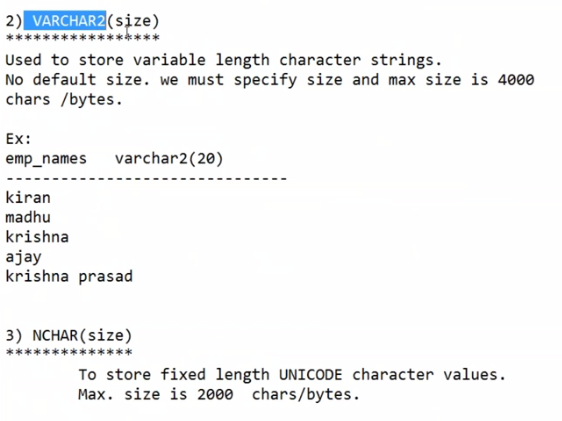 2) VARCHAR2(size)
*****************
Used to store variable length character strings.
No default size. we must specify size and max size is 4000
chars /bytes.
Ex:
emp_names   varchar2(20)
-------------------------------
kiran
madhu
krishna
ajay
krishna prasad
3) NCHAR(size)
**************
To store fixed length UNICODE character values.
Max. size is 2000  chars/bytes.